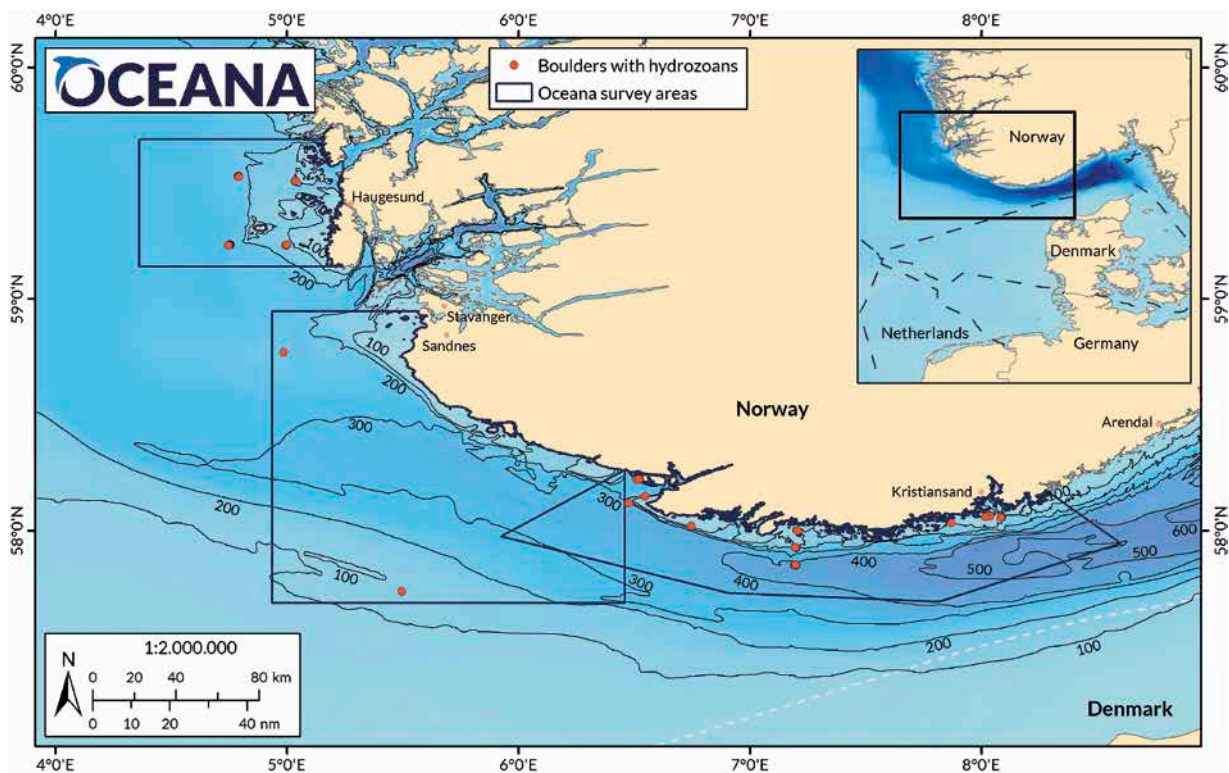 4°0'E 5°0'E 6°0'E 7°0'E 8°0'E
60°0'N
60°0'N
OCEANA
Boulders with hydrozoans
Oceana survey areas
Norway
Denmark
Netherlands
Germany
Haugesund
100
200
59°0'N
59°0'N
Stavanger
Sandnes
100
200
300
Norway
Arendal
Kristiansand
300
200
58°0'N
58°0'N
100
300
400
400
500
500
600
200
100
1:2.000.000
N
0 20 40 80 km
0 10 20 40 nm
Denmark
4°0'E 5°0'E 6°0'E 7°0'E 8°0'E